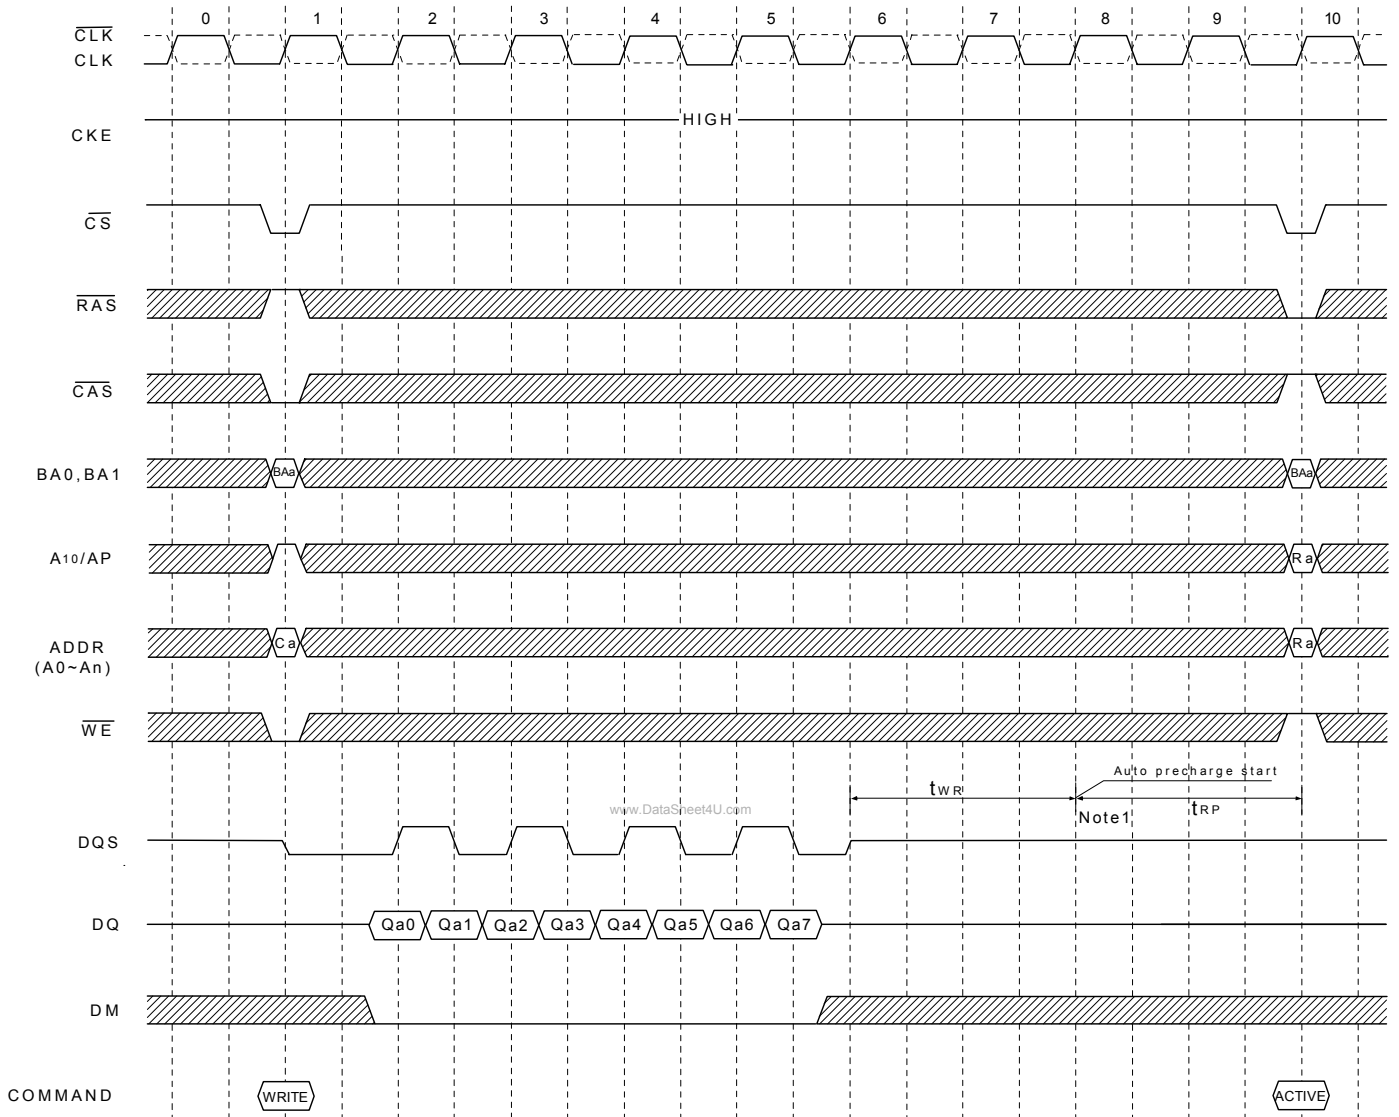 0 1 2 3 4 5 6 7 8 9 10
CLK
CLK
CKE
HIGH
CS
RAS
CAS
BA0,BA1
BAa
BAa
A10/AP
Ra
ADDR
(A0~An)
Ca
Ra
WE
Auto precharge start
tWR
www.DataSheet4U.com
Note1
tRP
DQS
DQ
Qa0 Qa1 Qa2 Qa3 Qa4 Qa5 Qa6 Qa7
DM
COMMAND
WRITE
ACTIVE